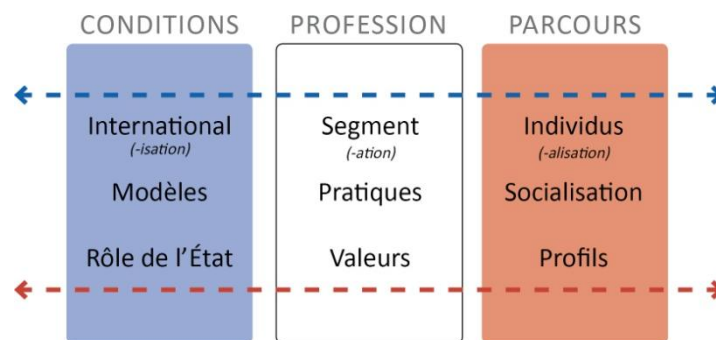 CONDITIONS
PROFESSION
PARCOURS
International
(-isation)
Modèles
Rôle de l'État
Segment
(-ation)
Pratiques
Valeurs
Individus
(-alisation)
Socialisation
Profils